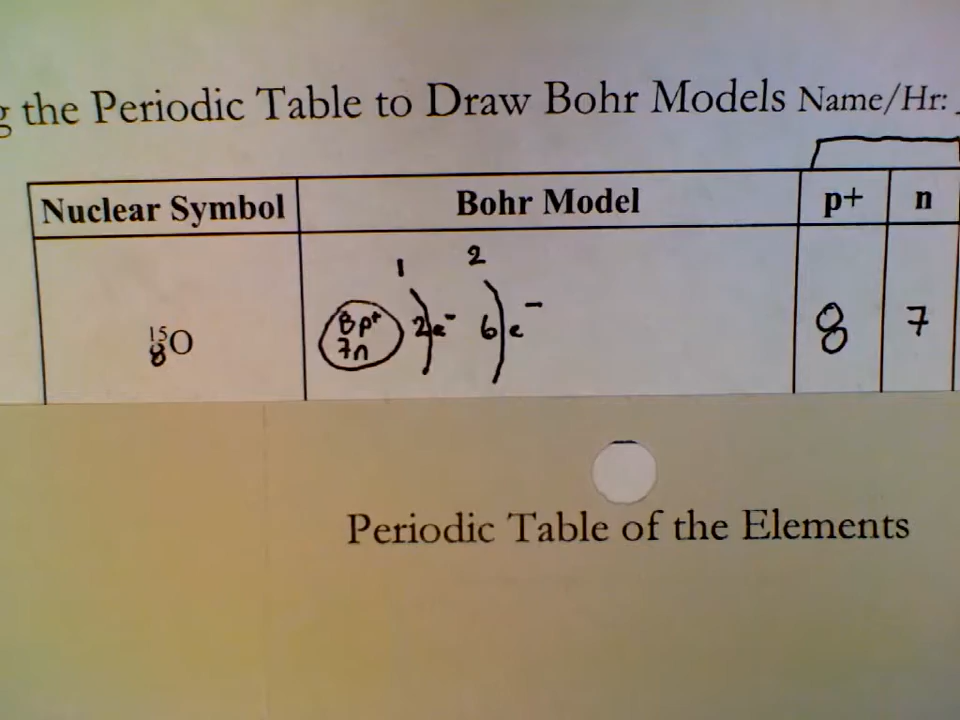 g the Periodic Table to Draw Bohr Models Name/Hr:
Nuclear Symbol Bohr Model p+ n
1 2
15
8 O 8p+ 7n 2e- 6e- 8 7
Periodic Table of the Elements